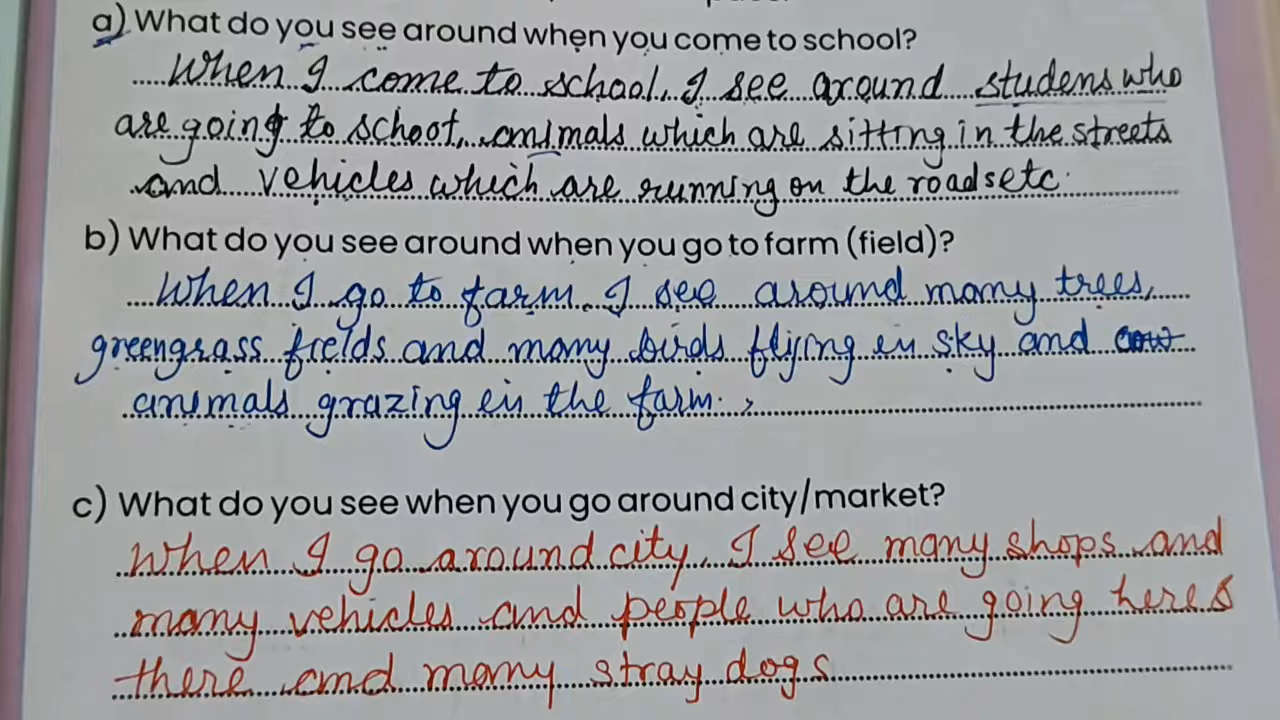 a) What do you see around when you come to school?
When I come to school, I see around studens who
are going to school, animals which are sitting in the streets
and vehicles which are running on the roads etc.
b) What do you see around when you go to farm (field)?
When I go to farm, I see around many trees,
green grass fields and many birds flying in sky and
animals grazing in the farm.
c) What do you see when you go around city/market?
When I go around city, I see many shops and
many vehicles and people who are going here &
there and many stray dogs